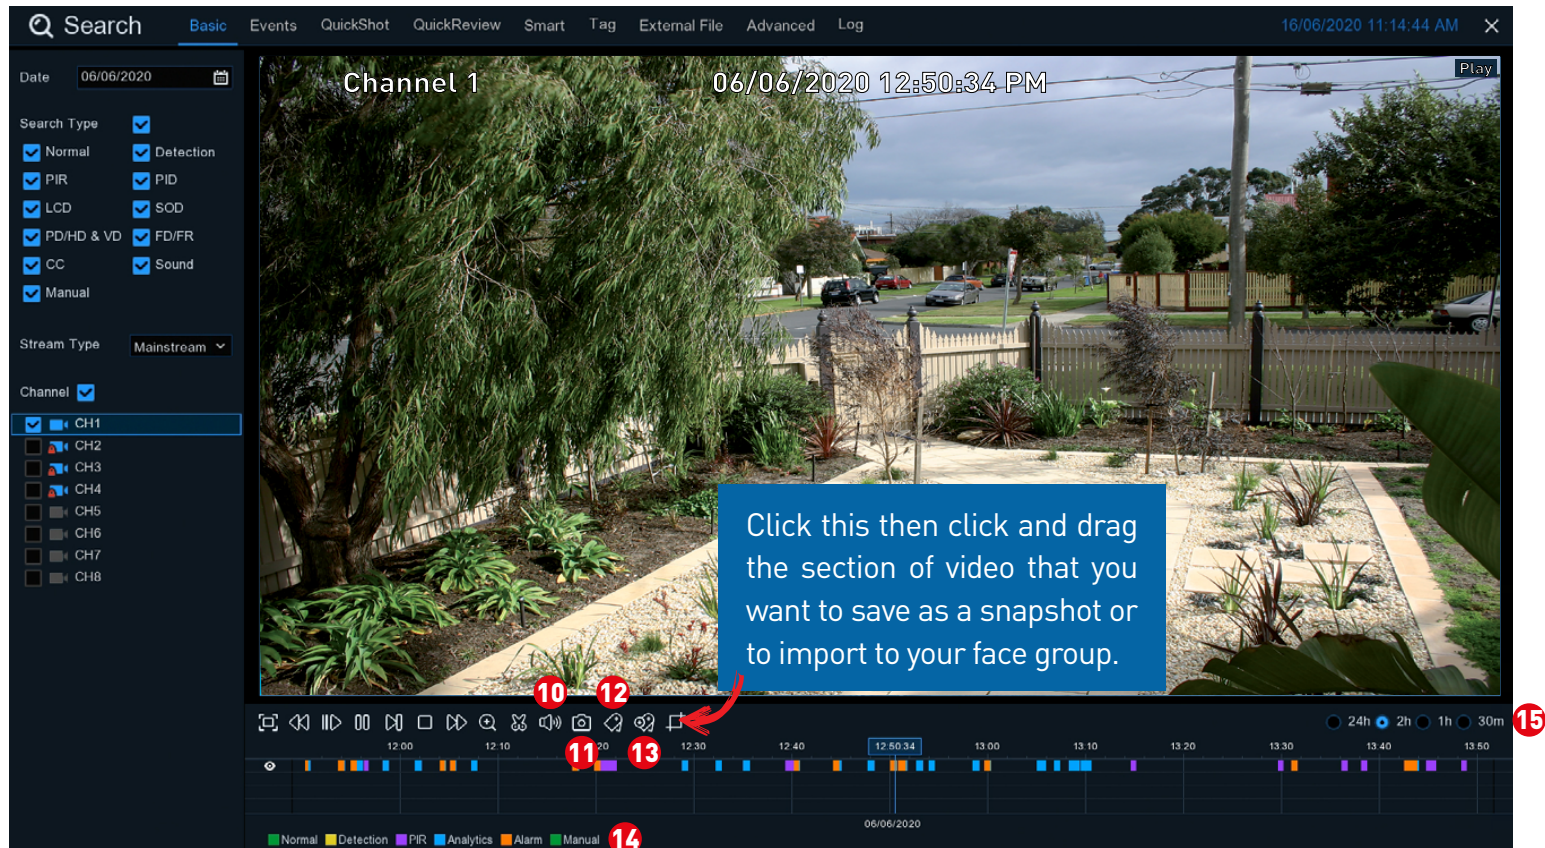 Search Basic Events QuickShot QuickReview Smart Tag External File Advanced Log 16/06/2020 11:14:44 AM
Date 06/06/2020
Search Type
Normal Detection
PIR PID
LCD SOD
PD/HD & VD FD/FR
CC Sound
Manual
Stream Type Mainstream
Channel
CH1
CH2
CH3
CH4
CH5
CH6
CH7
CH8
Channel 1 06/06/2020 12:50:34 PM Play
Click this then click and drag
the section of video that you
want to save as a snapshot or
to import to your face group.
10 12
24h 2h 1h 30m 15
11 13
12:00 12:10 20 12:30 12:40 12:50:34 13:00 13:10 13:20 13:30 13:40 13:50
06/06/2020
Normal Detection PIR Analytics Alarm Manual 14